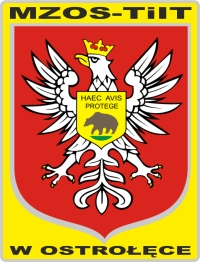 MZOS-TiIT
HAEC AVIS
PROTEGE
W OSTROŁĘCE